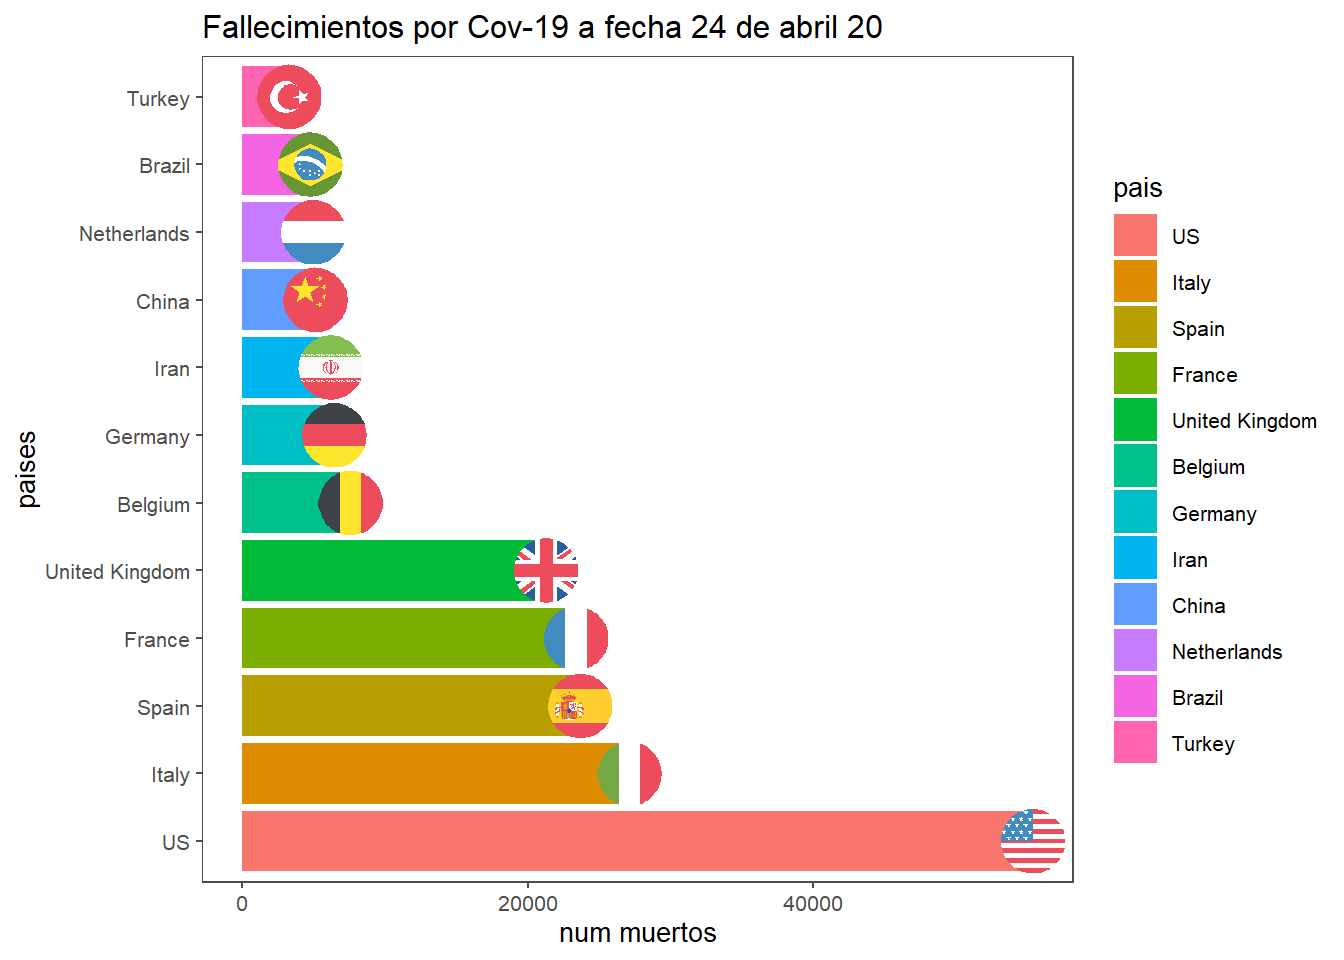 Fallecimientos por Cov-19 a fecha 24 de abril 20
paises
Turkey
Brazil
Netherlands
China
Iran
Germany
Belgium
United Kingdom
France
Spain
Italy
US
0 20000 40000
num muertos
pais
US
Italy
Spain
France
United Kingdom
Belgium
Germany
Iran
China
Netherlands
Brazil
Turkey